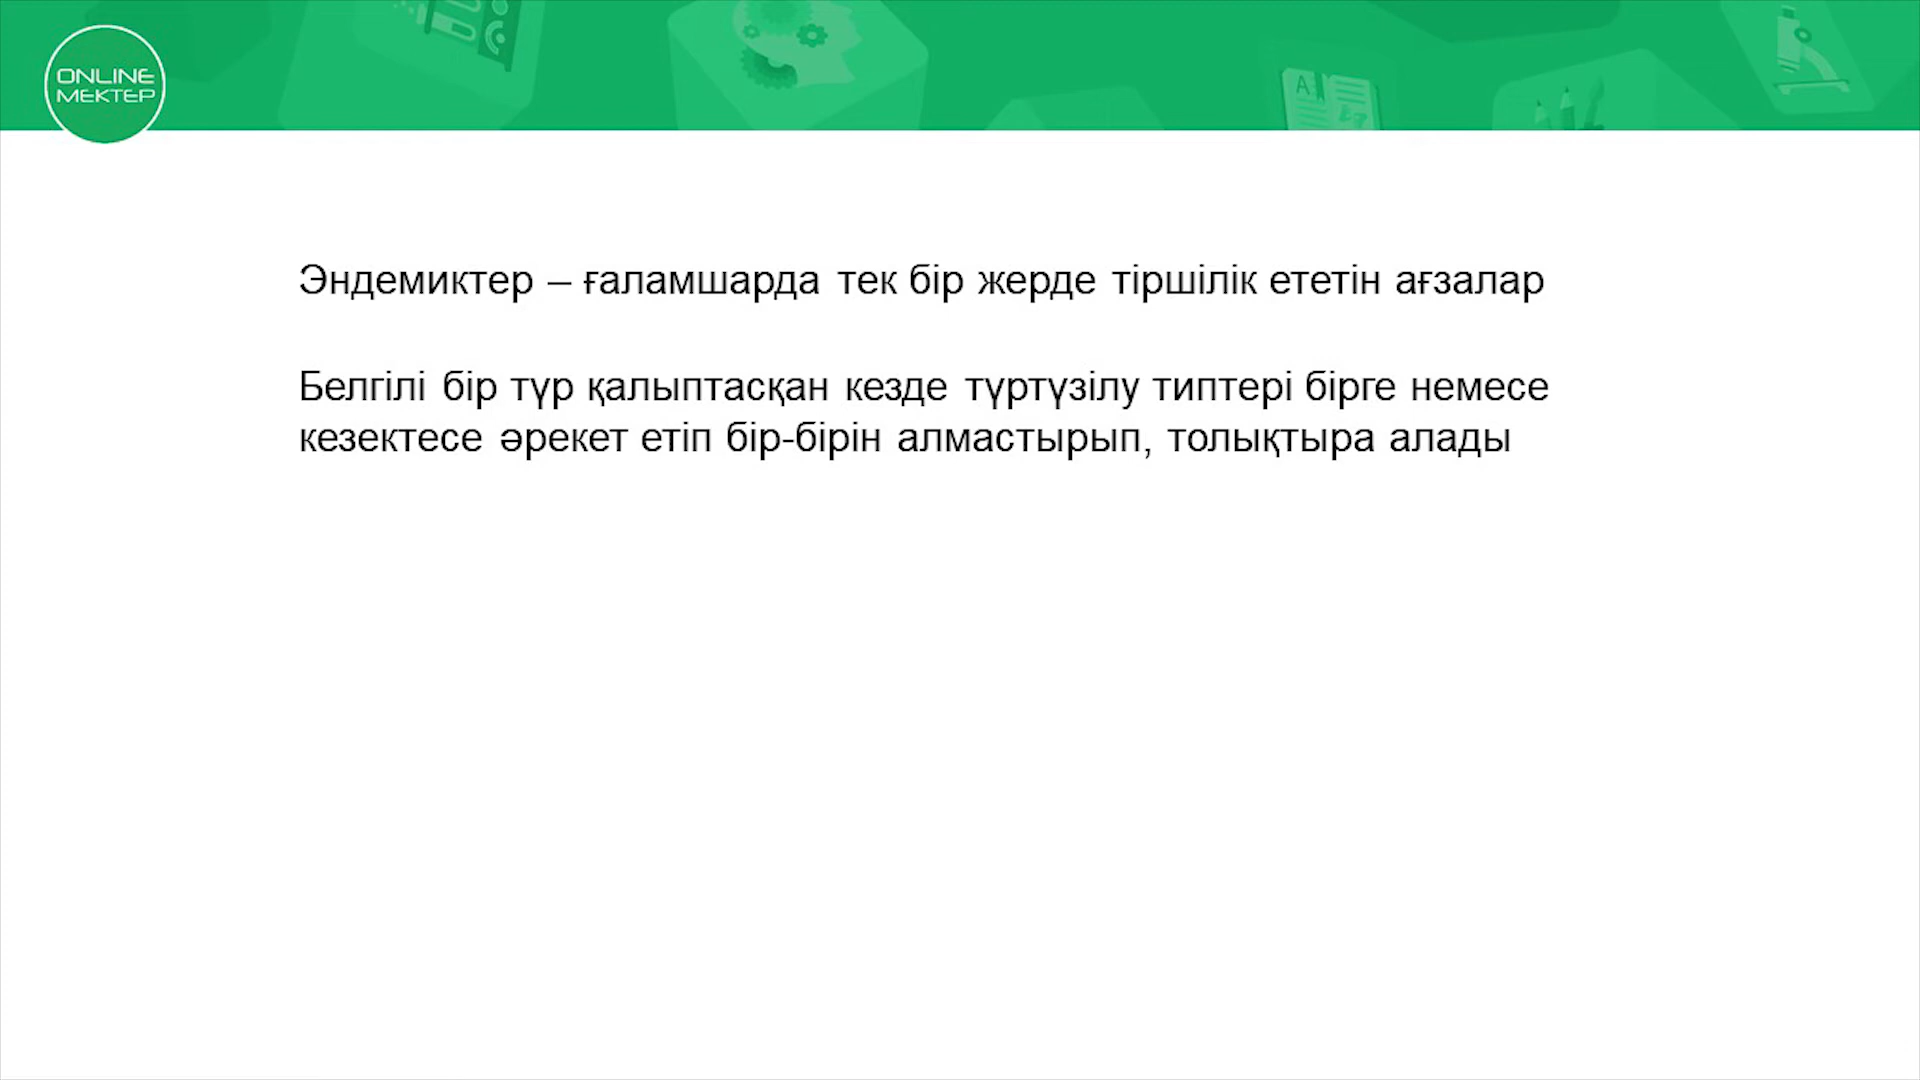 ONLINE
МЕКТЕР
Эндемиктер – ғаламшарда тек бір жерде тіршілік ететін ағзалар
Белгілі бір түр қалыптасқан кезде түртүзілу типтері бірге немесе
кезектесе әрекет етіп бір-бірін алмастырып, толықтыра алады